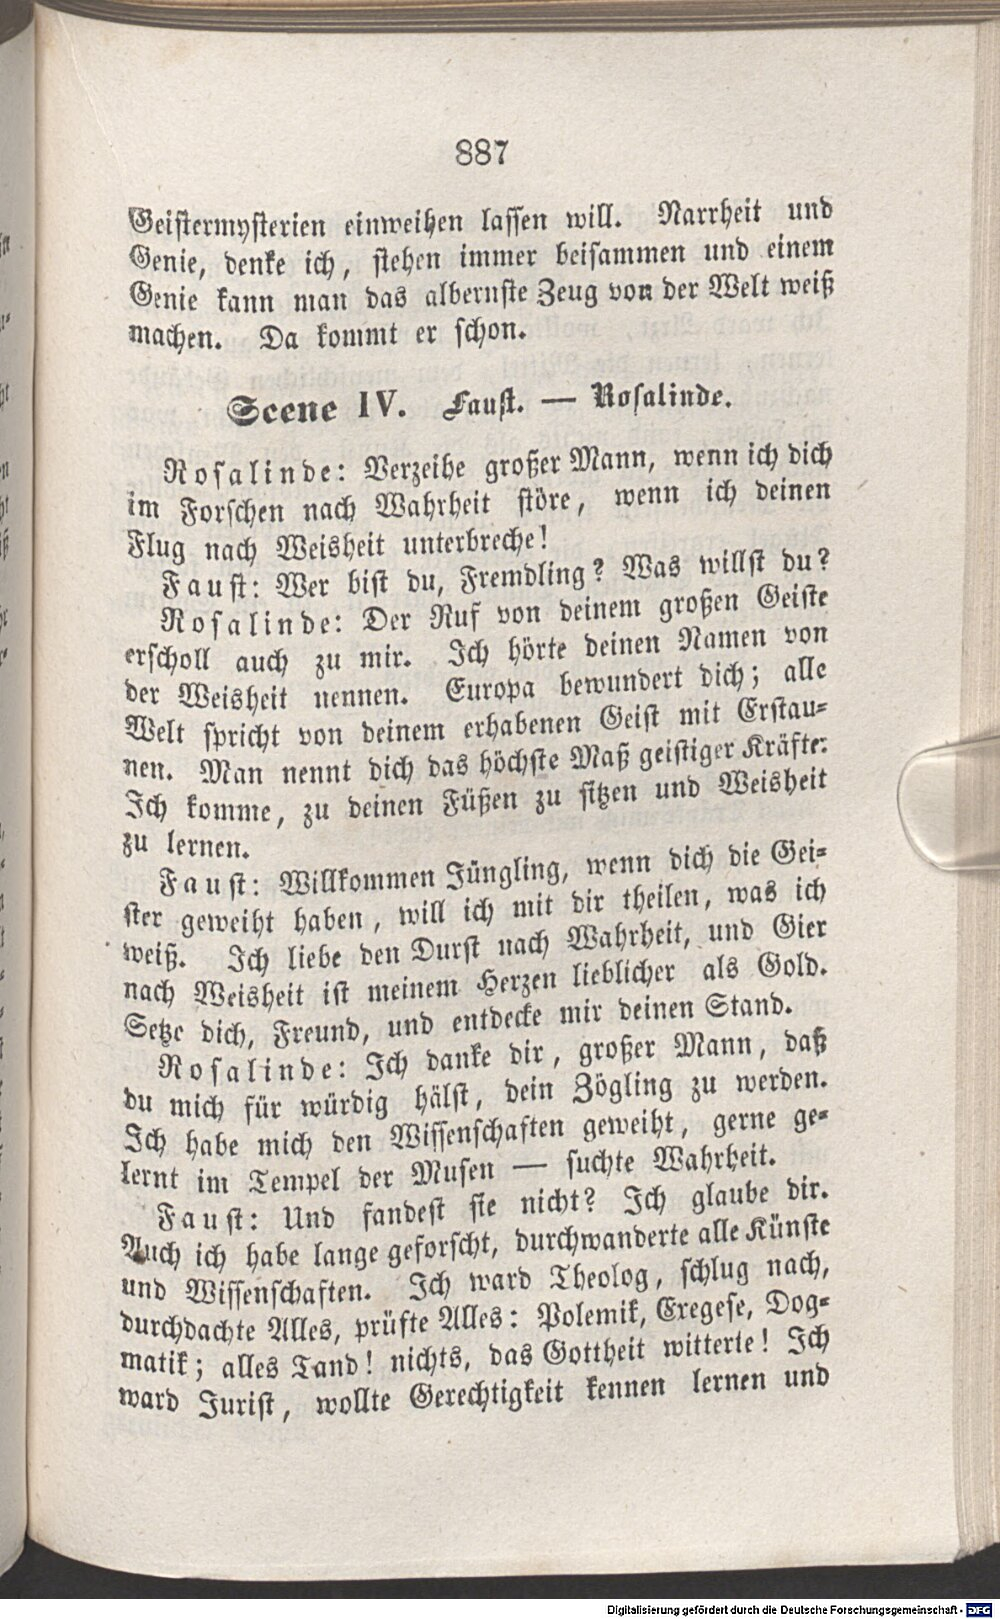 887
Geistermysterien einweihen lassen will. Narrheit und
Genie, denke ich, stehen immer beisammen und einem
Genie kann man das albernste Zeug von der Welt weiß
machen. Da kommt er schon.
Scene IV. Faust. — Rosalinde.
Rosalinde: Verzeihe großer Mann, wenn ich dich
im Forschen nach Wahrheit störe, wenn ich deinen
Flug nach Weisheit unterbreche!
Faust: Wer bist du, Fremdling? Was willst du?
Rosalinde: Der Ruf von deinem großen Geiste
erscholl auch zu mir. Ich hörte deinen Namen von
der Weisheit nennen. Europa bewundert dich; alle
Welt spricht von deinem erhabenen Geist mit Erstau-
nen. Man nennt dich das höchste Maß geistiger Kräfte.
Ich komme, zu deinen Füßen zu sitzen und Weisheit
zu lernen.
Faust: Willkommen Jüngling, wenn dich die Gei-
ster geweiht haben, will ich mit dir theilen, was ich
weiß. Ich liebe den Durst nach Wahrheit, und Gier
nach Weisheit ist meinem Herzen lieblicher als Gold.
Setze dich, Freund, und entdecke mir deinen Stand.
Rosalinde: Ich danke dir, großer Mann, daß
du mich für würdig hälst, dein Zögling zu werden.
Ich habe mich den Wissenschaften geweiht, gerne ge-
lernt im Tempel der Musen — suchte Wahrheit.
Faust: Und fandest sie nicht? Ich glaube dir.
Auch ich habe lange geforscht, durchwanderte alle Künste
und Wissenschaften. Ich ward Theolog, schlug nach,
durchdachte Alles, prüfte Alles: Polemik, Exegese, Dog-
matik; alles Tand! nichts, das Gottheit witterte! Ich
ward Jurist, wollte Gerechtigkeit kennen lernen und
Digitalisierung gefördert durch die Deutsche Forschungsgemeinschaft - DFG